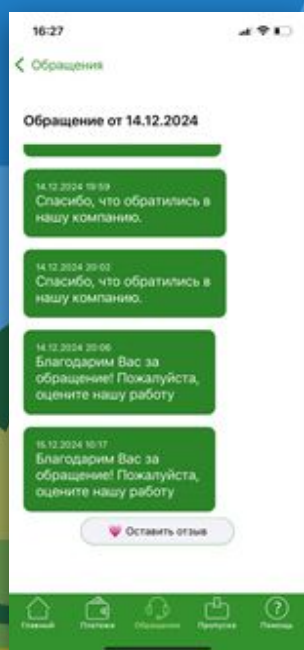 16:27
Обращения
Обращение от 14.12.2024
14.12.2024 19:59
Спасибо, что обратились в
нашу компанию.
14.12.2024 20:02
Спасибо, что обратились в
нашу компанию.
14.12.2024 20:06
Благодарим Вас за
обращение! Пожалуйста,
оцените нашу работу
15.12.2024 10:17
Благодарим Вас за
обращение! Пожалуйста,
оцените нашу работу
Оставить отзыв
Главная Платежи Обращения Пропуска Помощь